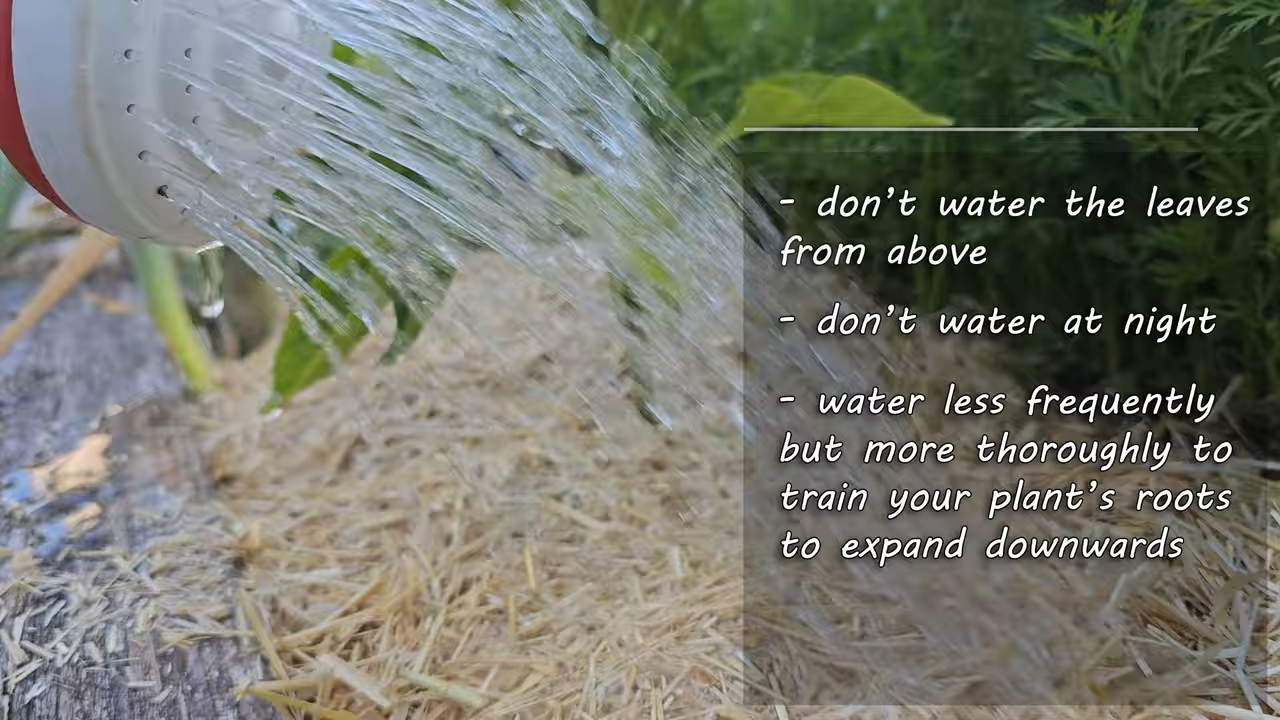 - don't water the leaves
from above
- don't water at night
- water less frequently
but more thoroughly to
train your plant's roots
to expand downwards